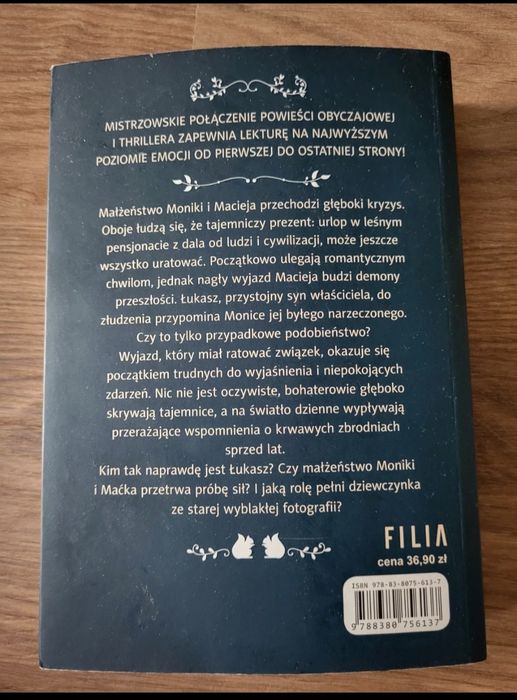 MISTRZOWSKIE POŁĄCZENIE POWIEŚCI OBYCZAJOWEJ
I THRILLERA ZAPEWNIA LEKTURĘ NA NAJWYŻSZYM
POZIOMIE EMOCJI OD PIERWSZEJ DO OSTATNIEJ STRONY!
Małżeństwo Moniki i Macieja przechodzi głęboki kryzys.
Oboje łudzą się, że tajemniczy prezent: urlop w leśnym
pensjonacie z dala od ludzi i cywilizacji, może jeszcze
wszystko uratować. Początkowo ulegają romantycznym
chwilom, jednak nagły wyjazd Macieja budzi demony
przeszłości. Łukasz, przystojny syn właściciela, do
złudzenia przypomina Monice jej byłego narzeczonego.
Czy to tylko przypadkowe podobieństwo?
Wyjazd, który miał ratować związek, okazuje się
początkiem trudnych do wyjaśnienia i niepokojących
zdarzeń. Nic nie jest oczywiste, bohaterowie głęboko
skrywają tajemnice, a na światło dzienne wypływają
przerażające wspomnienia o krwawych zbrodniach
sprzed lat.
Kim tak naprawdę jest Łukasz? Czy małżeństwo Moniki
i Maćka przetrwa próbę sił? I jaką rolę pełni dziewczynka
ze starej wyblakłej fotografii?
FILIA
cena 36,90 zł
ISBN 978-83-8075-613-7
9 788380 756137